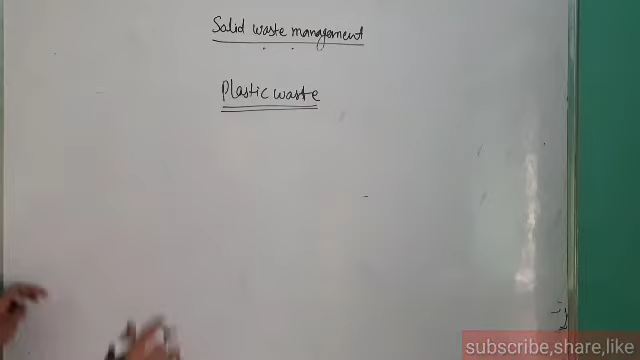 Solid waste management
Plastic waste
subscribe,share,like